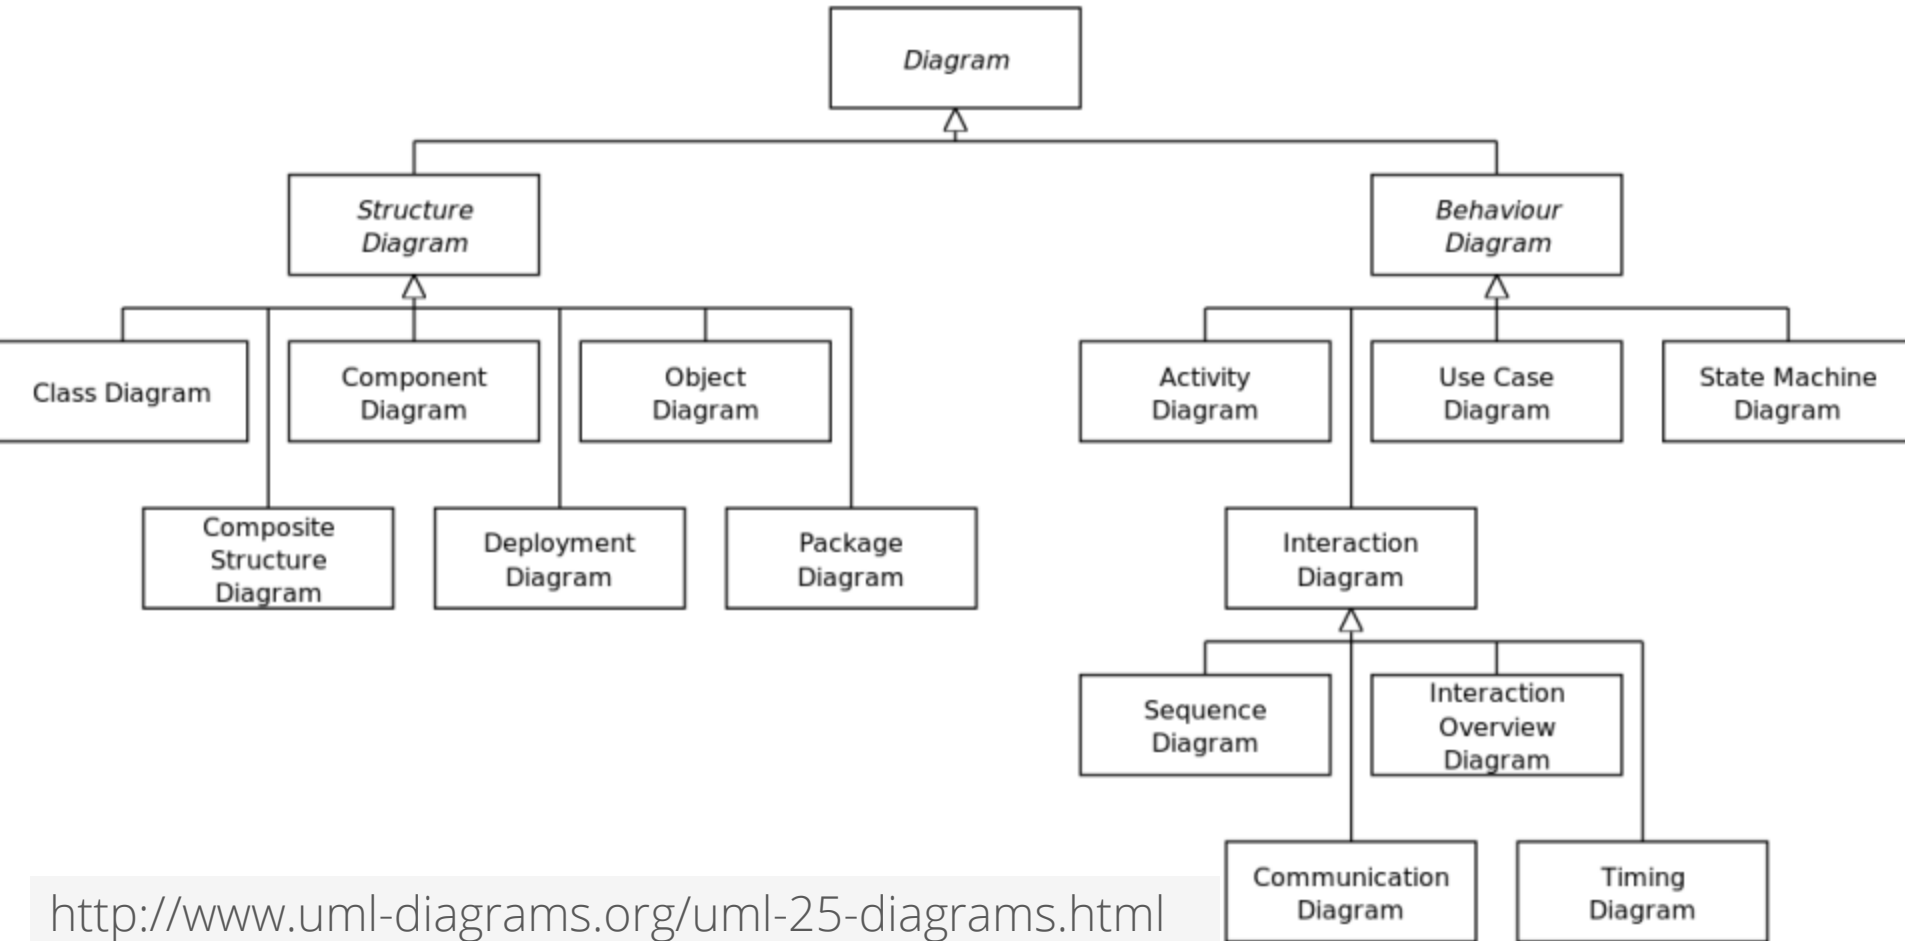 Diagram
Structure
Diagram
Behaviour
Diagram
Class Diagram
Component
Diagram
Object
Diagram
Activity
Diagram
Use Case
Diagram
State Machine
Diagram
Composite
Structure
Diagram
Deployment
Diagram
Package
Diagram
Interaction
Diagram
Sequence
Diagram
Interaction
Overview
Diagram
Communication
Diagram
Timing
Diagram
http://www.uml-diagrams.org/uml-25-diagrams.html